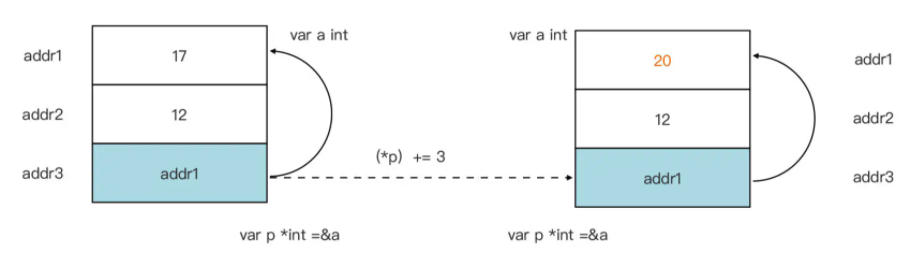 var a int
addr1
17
addr2
12
addr3
addr1
var p *int =&a
(*p) += 3
var a int
20
addr1
12
addr2
addr1
addr3
var p *int =&a